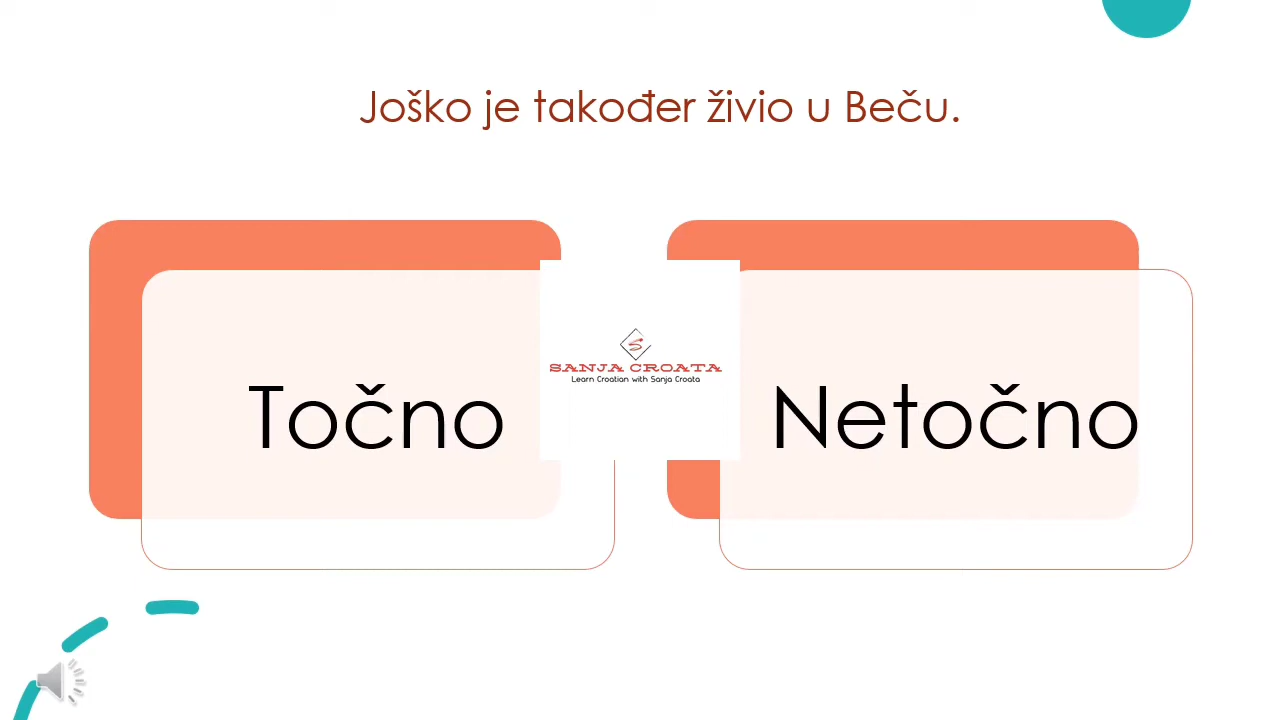 Joško je također živio u Beču.
Točno
SANJA CROATA
Learn Croatian with Sanja Croata
Netočno